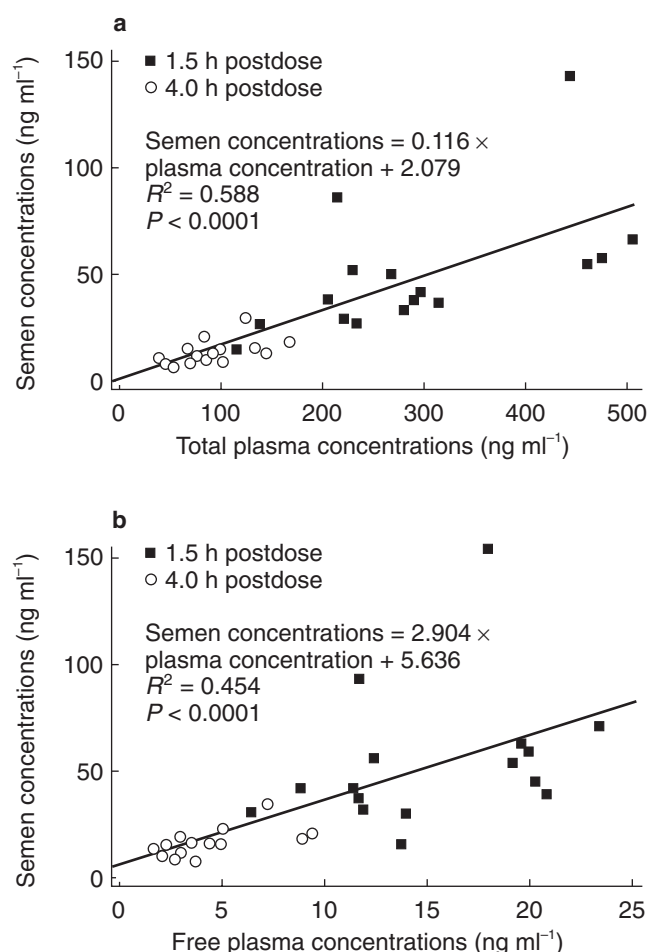 a
150
100
50
0
Semen concentrations (ng ml⁻¹)
■ 1.5 h postdose
○ 4.0 h postdose
Semen concentrations = 0.116 ×
plasma concentration + 2.079
R² = 0.588
P < 0.0001
0 100 200 300 400 500
Total plasma concentrations (ng ml⁻¹)
b
150
100
50
0
Semen concentrations (ng ml⁻¹)
■ 1.5 h postdose
○ 4.0 h postdose
Semen concentrations = 2.904 ×
plasma concentration + 5.636
R² = 0.454
P < 0.0001
0 5 10 15 20 25
Free plasma concentrations (ng ml⁻¹)